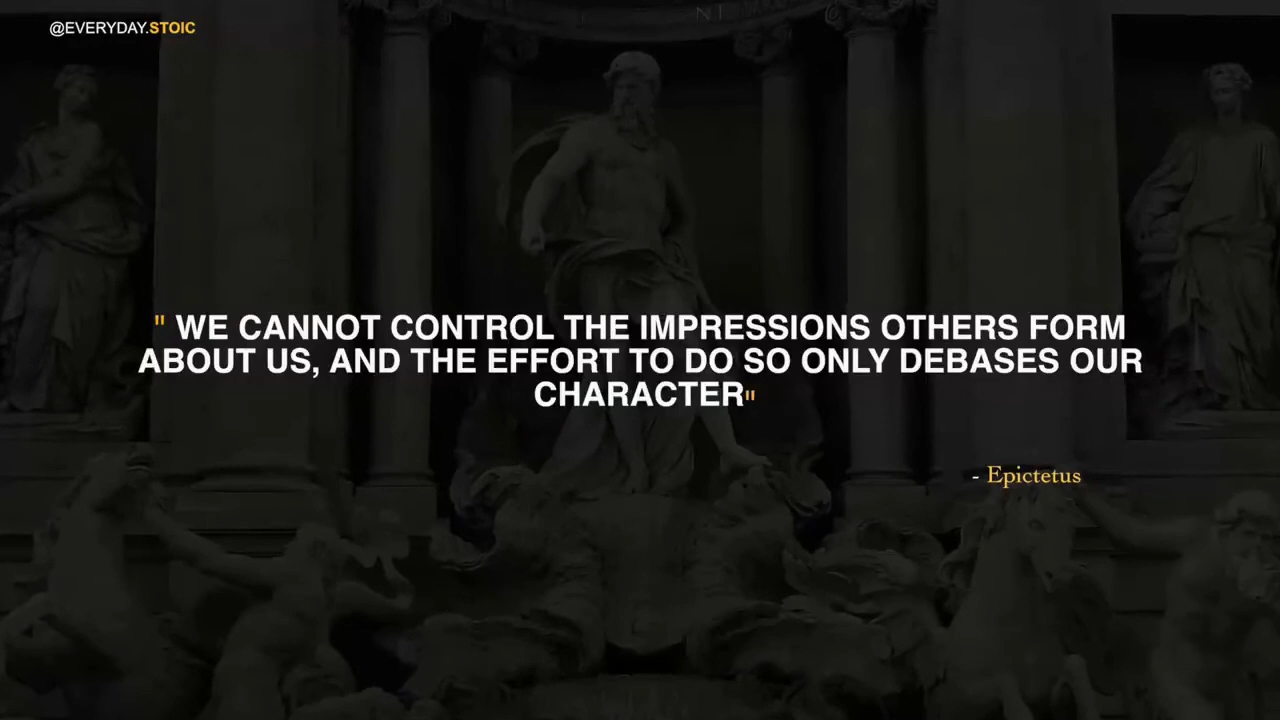 @EVERYDAY.STOIC
" WE CANNOT CONTROL THE IMPRESSIONS OTHERS FORM
ABOUT US, AND THE EFFORT TO DO SO ONLY DEBASES OUR
CHARACTER"
- Epictetus